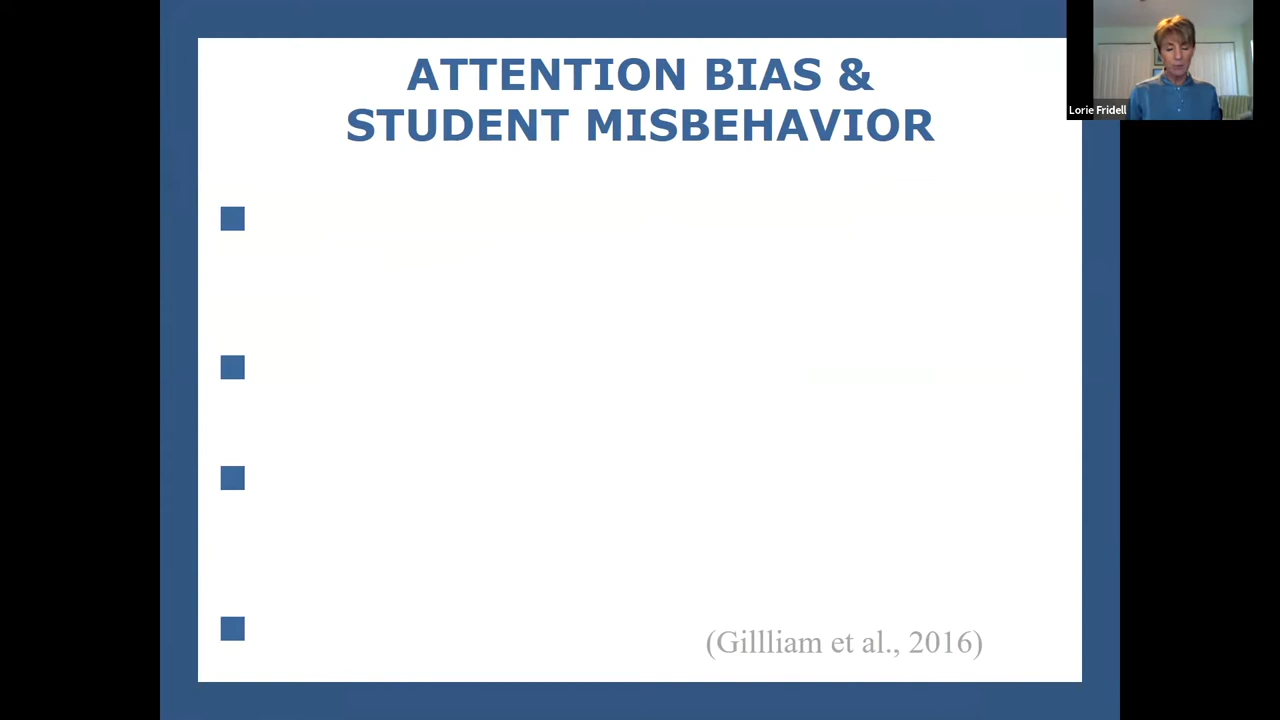 ATTENTION BIAS &
STUDENT MISBEHAVIOR
Lorie Fridell
(Gillliam et al., 2016)